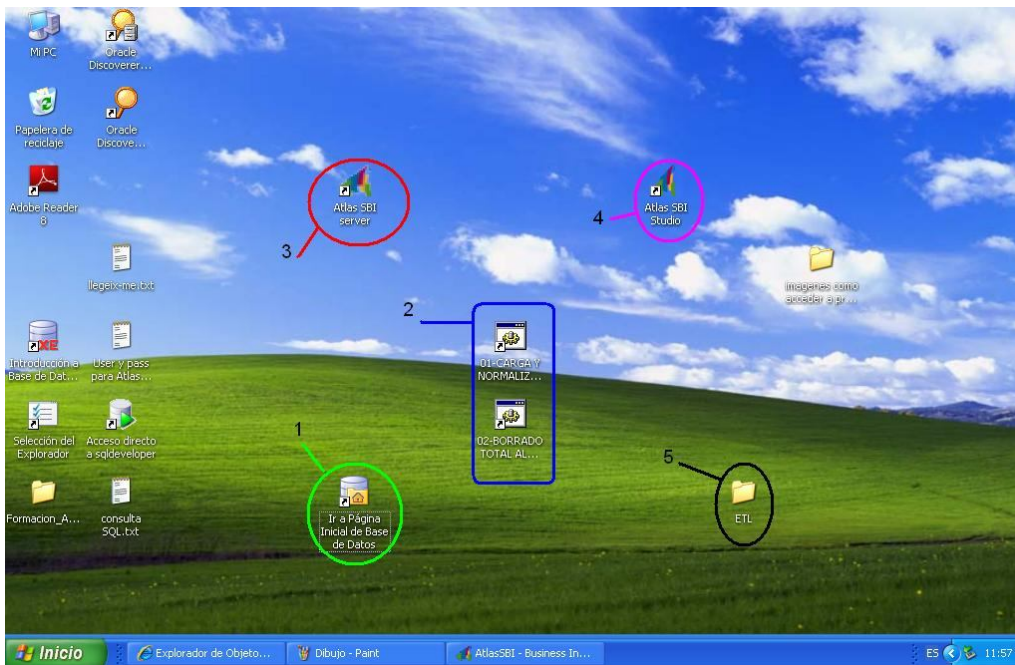 Mi PC
Oracle
Discoverer...
Papelera de
reciclaje
Oracle
Discove...
Adobe Reader
8
Atlas SBI
server
3
Atlas SBI
Studio
4
llegeix-me.txt
imágenes como
acceder a pr...
2
Introducción a
Base de Dat...
User y pass
para Atlas...
01-CARGA Y
NORMALIZ...
02-BORRADO
TOTAL AL...
Selección del
Explorador
Acceso directo
a sqldeveloper
1
5
Formacion_A...
consulta
SQL.txt
Ir a Página
Inicial de Base
de Datos
ETL
Inicio
Explorador de Objeto...
Dibujo - Paint
AtlasSBI - Business In...
ES
11:57